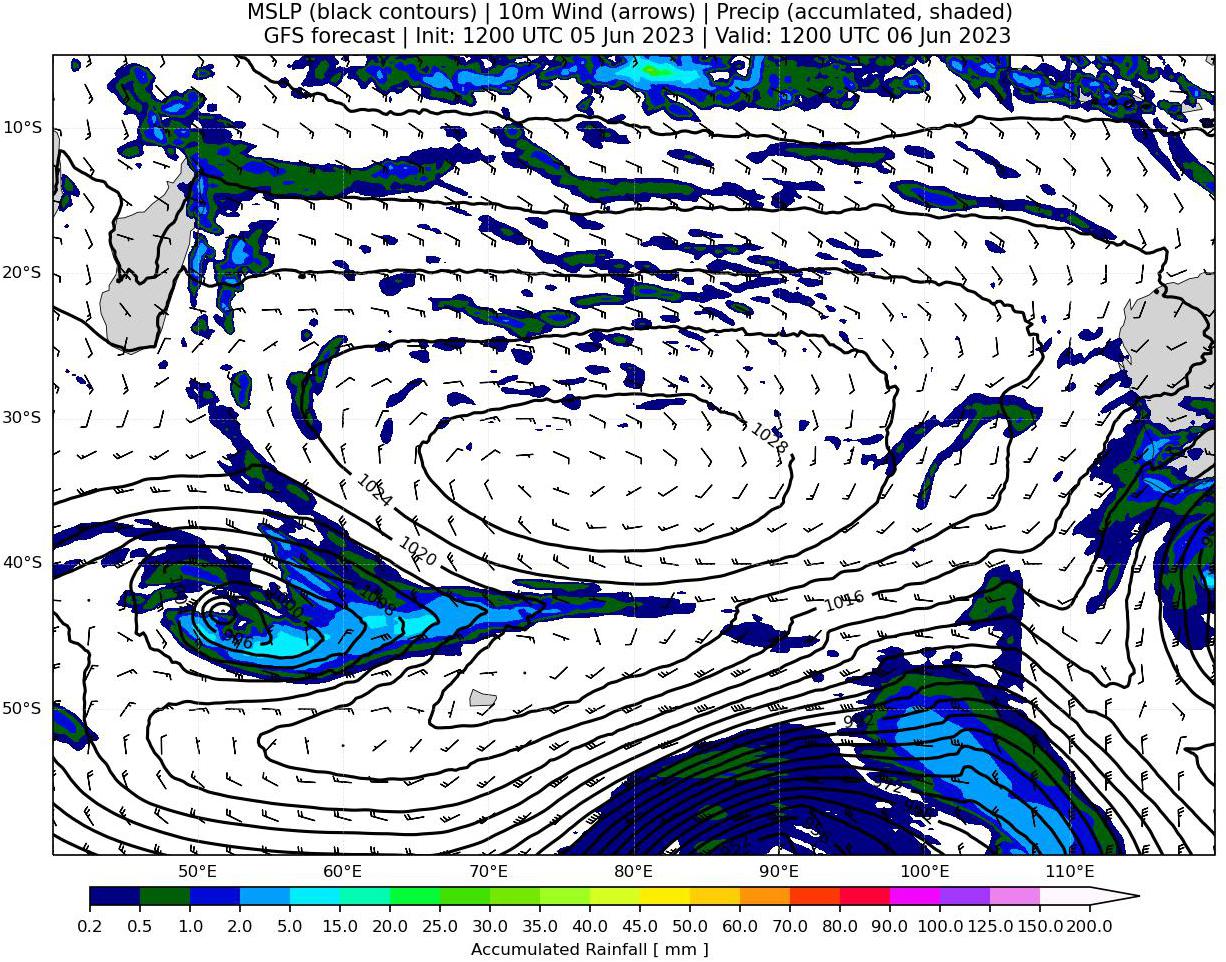 MSLP (black contours) | 10m Wind (arrows) | Precip (accumlated, shaded)
GFS forecast | Init: 1200 UTC 05 Jun 2023 | Valid: 1200 UTC 06 Jun 2023
10°S
20°S
1028
30°S
1024
1020
40°S
1016
50°S
50°E 60°E 70°E 80°E 90°E 100°E 110°E
0.2 0.5 1.0 2.0 5.0 15.0 20.0 25.0 30.0 35.0 40.0 45.0 50.0 60.0 70.0 80.0 90.0 100.0 125.0 150.0 200.0
Accumulated Rainfall [ mm ]